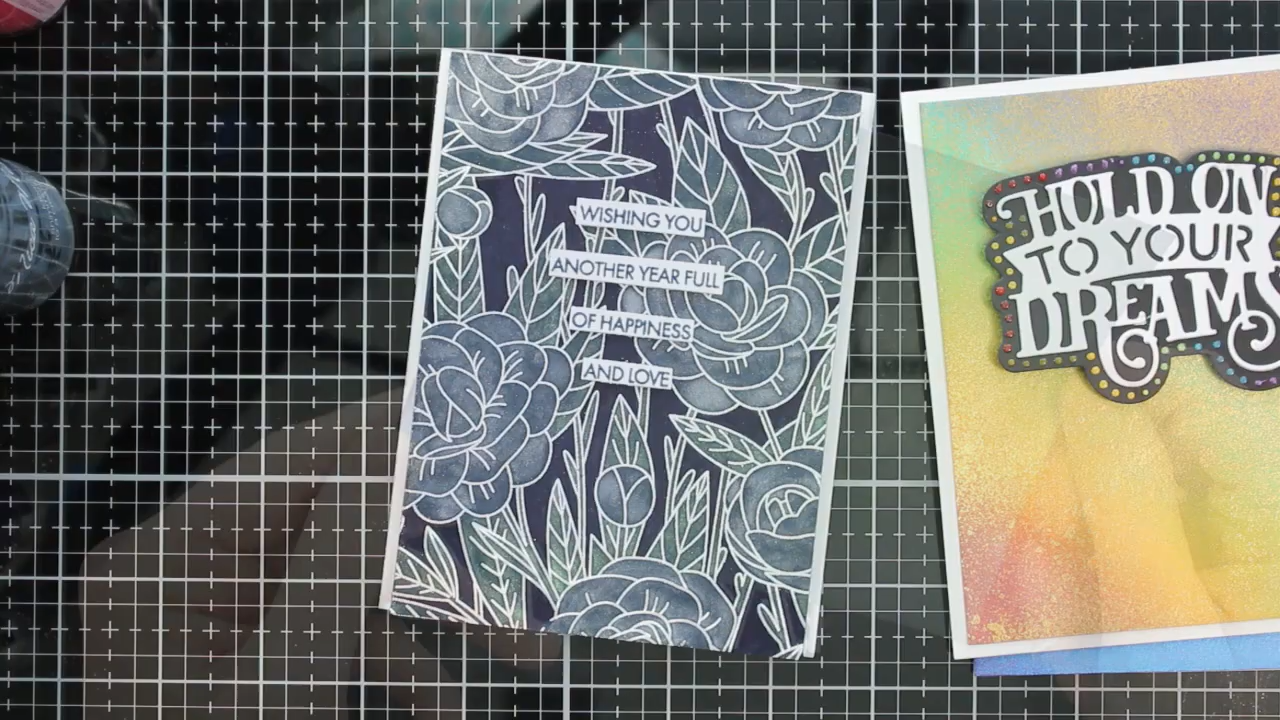 WISHING YOU
ANOTHER YEAR FULL
OF HAPPINESS
AND LOVE
HOLD ON
TO YOUR
DREAMS